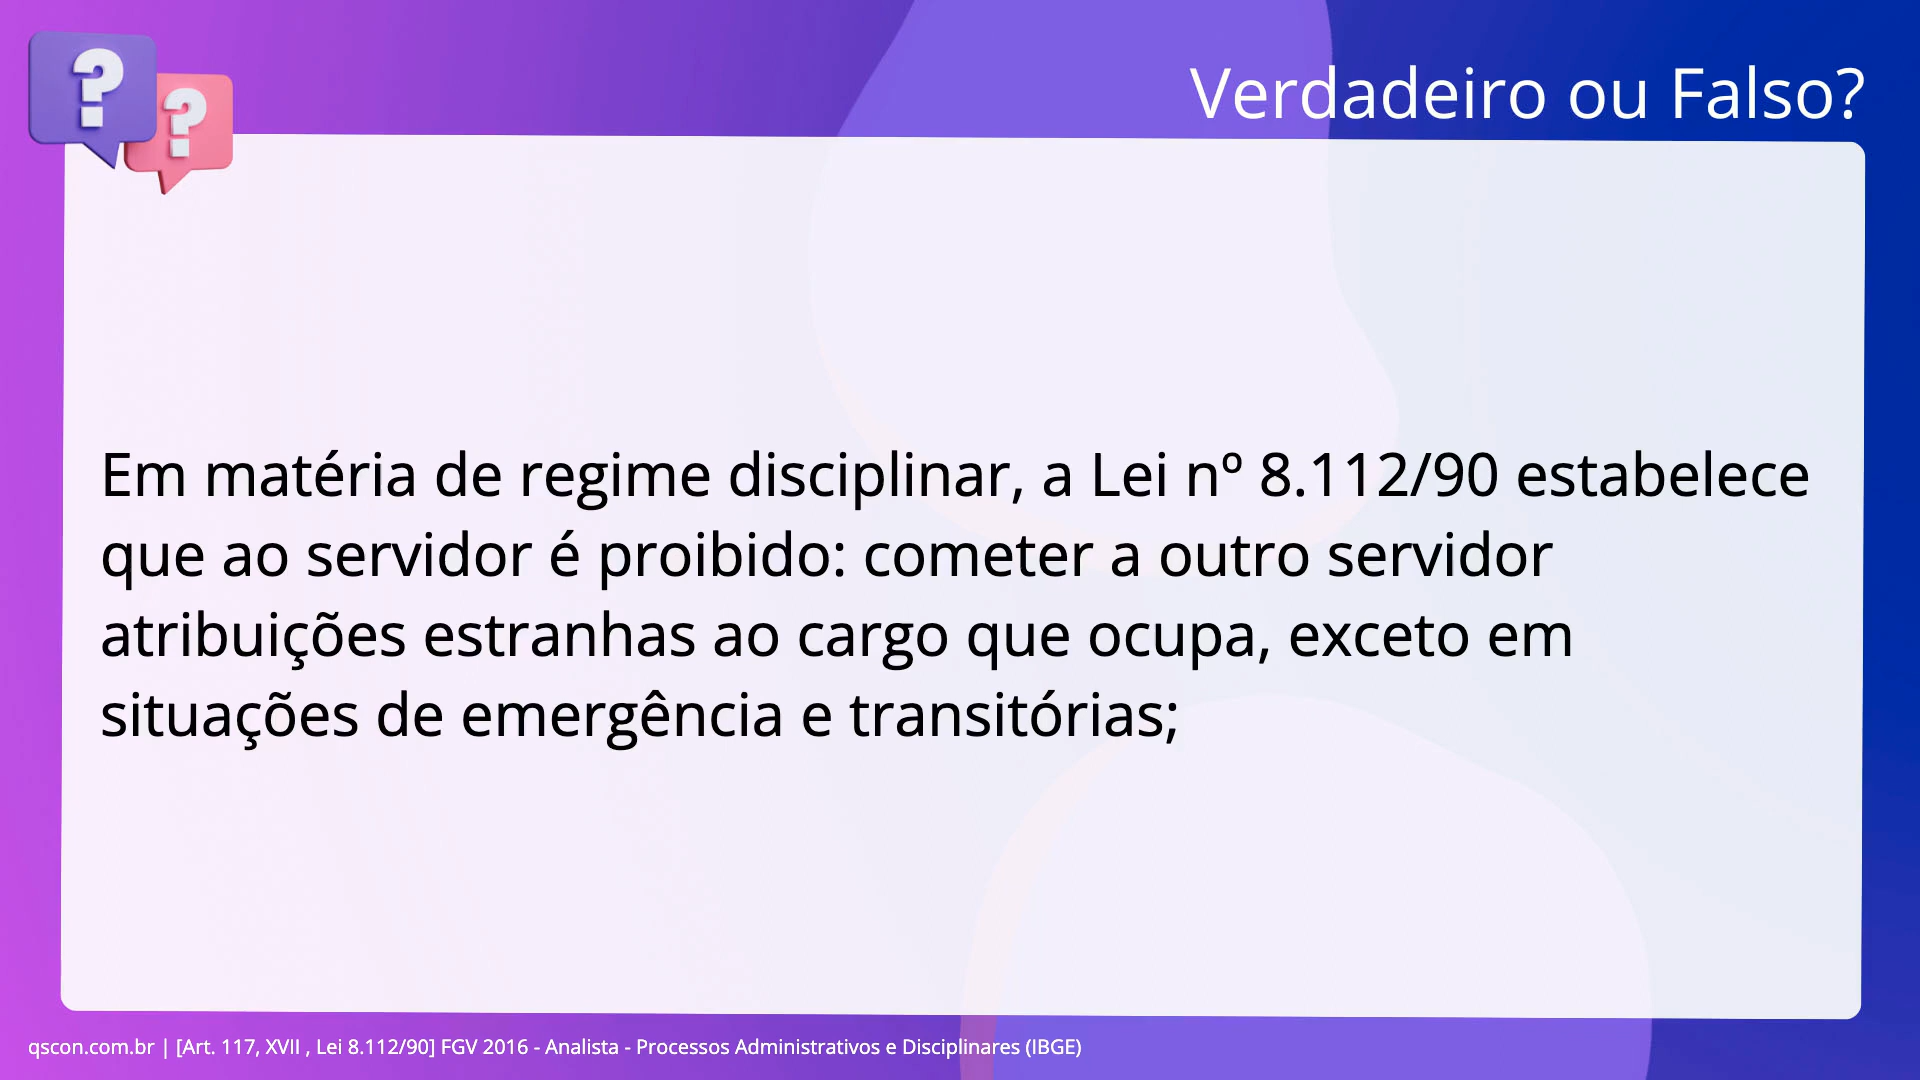 Verdadeiro ou Falso?
Em matéria de regime disciplinar, a Lei nº 8.112/90 estabelece
que ao servidor é proibido: cometer a outro servidor
atribuições estranhas ao cargo que ocupa, exceto em
situações de emergência e transitórias;
qscon.com.br | [Art. 117, XVII , Lei 8.112/90] FGV 2016 - Analista - Processos Administrativos e Disciplinares (IBGE)